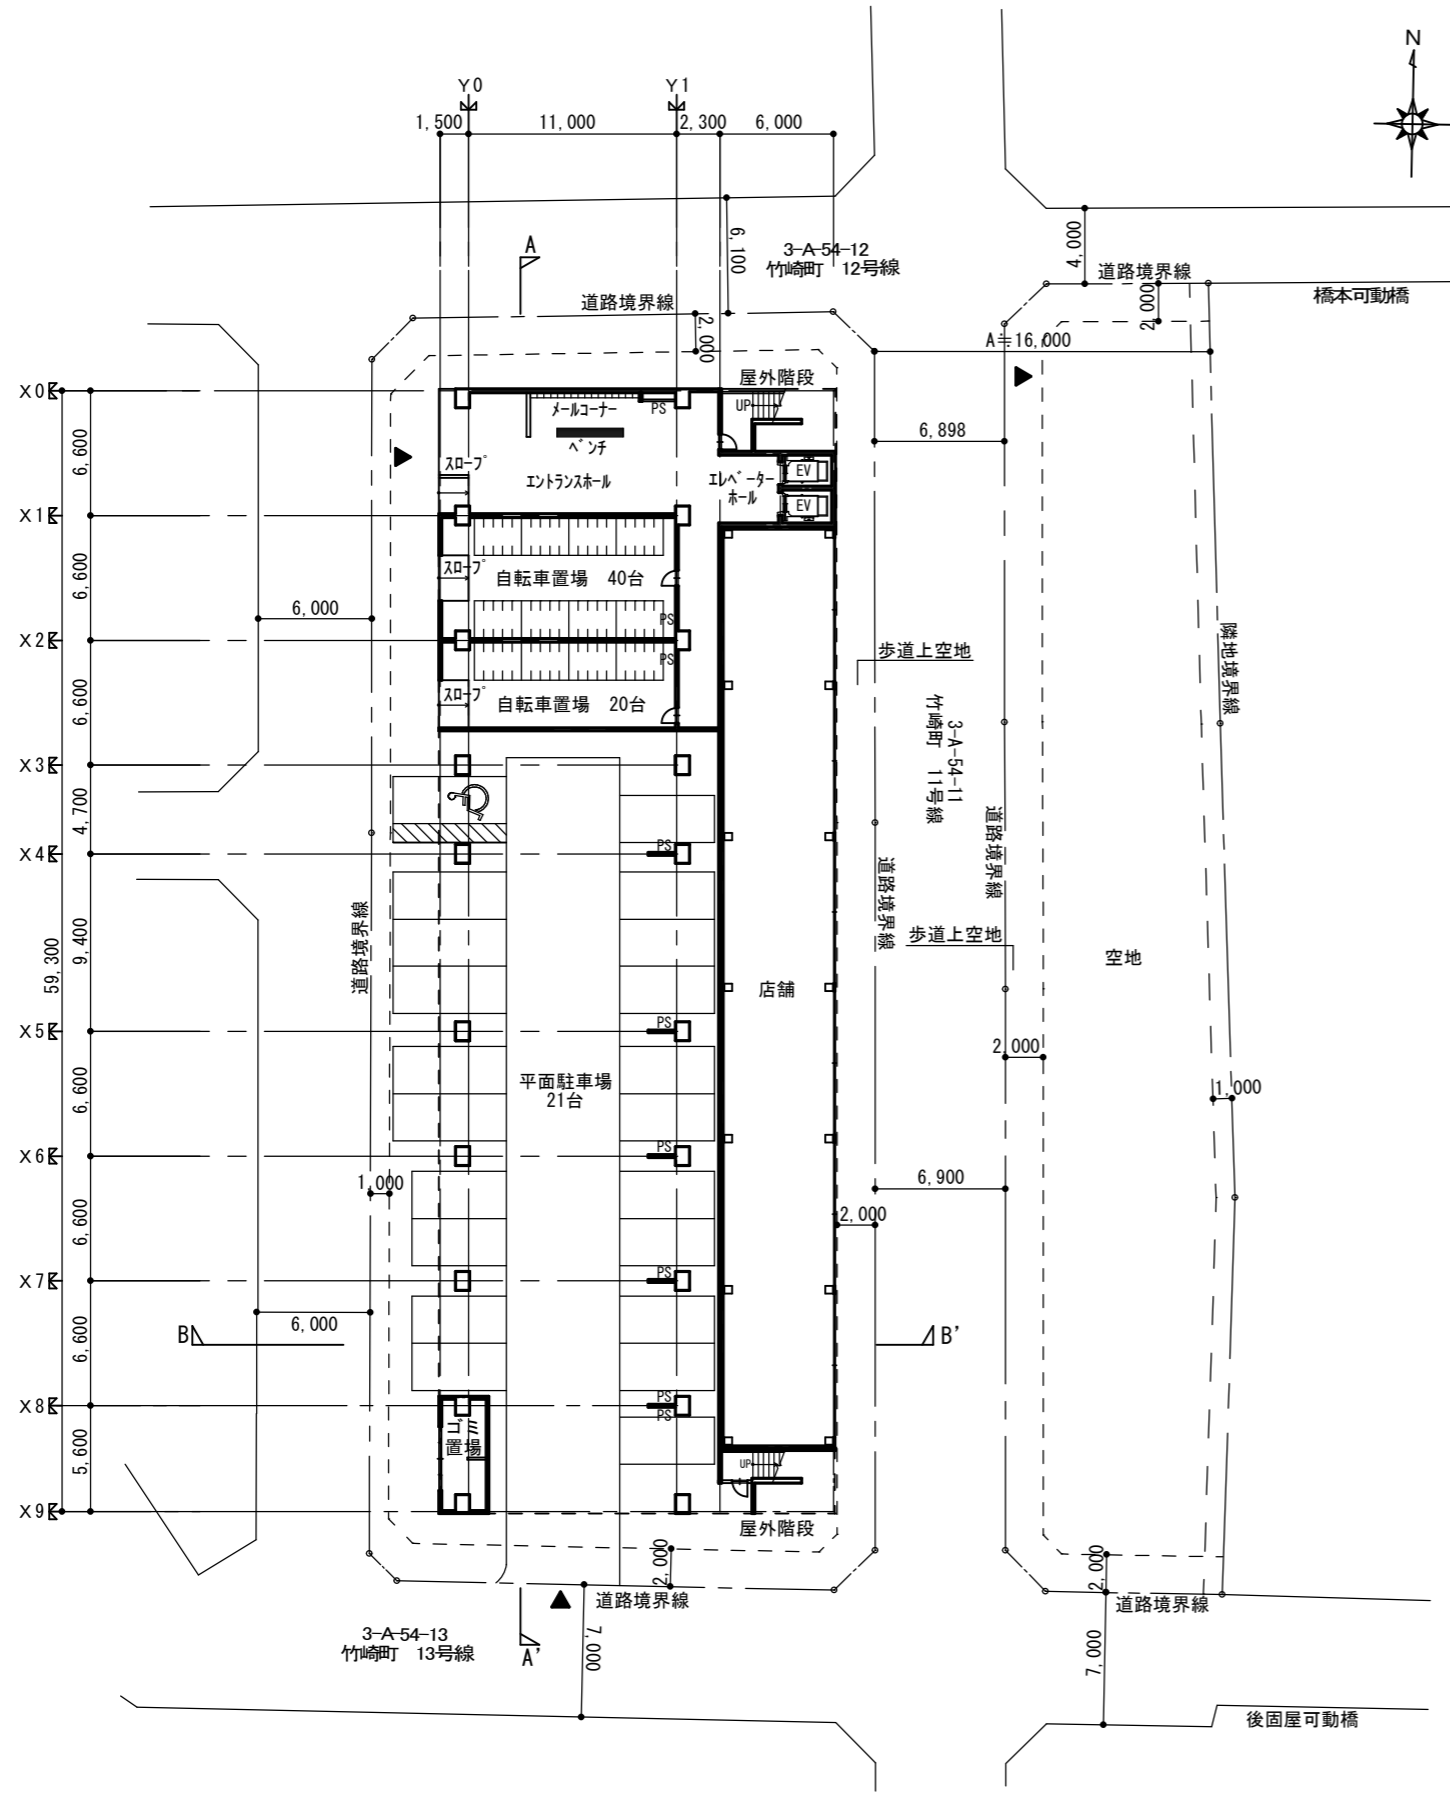 N
Y0
Y1
1,500
11,000
2,300
6,000
A
6,100
3-A-54-12
竹崎町 12号線
4,000
道路境界線
橋本可動橋
道路境界線
2,000
2,000
A≒16,000
屋外階段
X0
UP
メールコーナー
PS
ベンチ
6,898
6,600
スロープ
エントランスホール
エレベーター
ホール
EV
EV
X1
6,600
スロープ
自転車置場 40台
6,000
PS
X2
PS
歩道上空地
隣地境界線
6,600
スロープ
自転車置場 20台
3-A-54-11
竹崎町 11号線
X3
4,700
道路境界線
X4
PS
道路境界線
道路境界線
59,300
9,400
歩道上空地
空地
店舗
X5
PS
2,000
平面駐車場
21台
6,600
1,000
X6
PS
1,000
6,900
6,600
2,000
X7
PS
6,000
B
B'
6,600
X8
PS
PS
ゴミ
置場
5,600
UP
X9
屋外階段
2,000
2,000
道路境界線
道路境界線
3-A-54-13
竹崎町 13号線
A'
7,000
7,000
後固屋可動橋